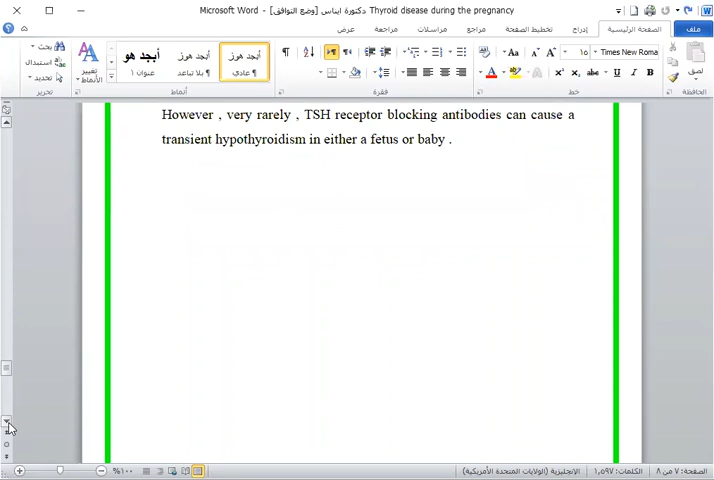 Microsoft Word - [وضع التوافق] دكتورة ايناس Thyroid disease during the pregnancy
ملف
الصفحة الرئيسية
إدراج
تخطيط الصفحة
مراجع
مراسلات
مراجعة
عرض
لصق
الحافظة
Times New Roma
١٥
خط
فقرة
أبجد هوز
¶ عادي
أبجد هوز
¶ بلا تباعد
أبجد هو
عنوان ١
تغيير الأنماط
أنماط
بحث
استبدال
تحديد
تحرير
However , very rarely , TSH receptor blocking antibodies can cause a
transient hypothyroidism in either a fetus or baby .
الصفحة: ٧ من ٨
الكلمات: ١,٥٩٧
الانجليزية (الولايات المتحدة الأمريكية)
١٠٠%